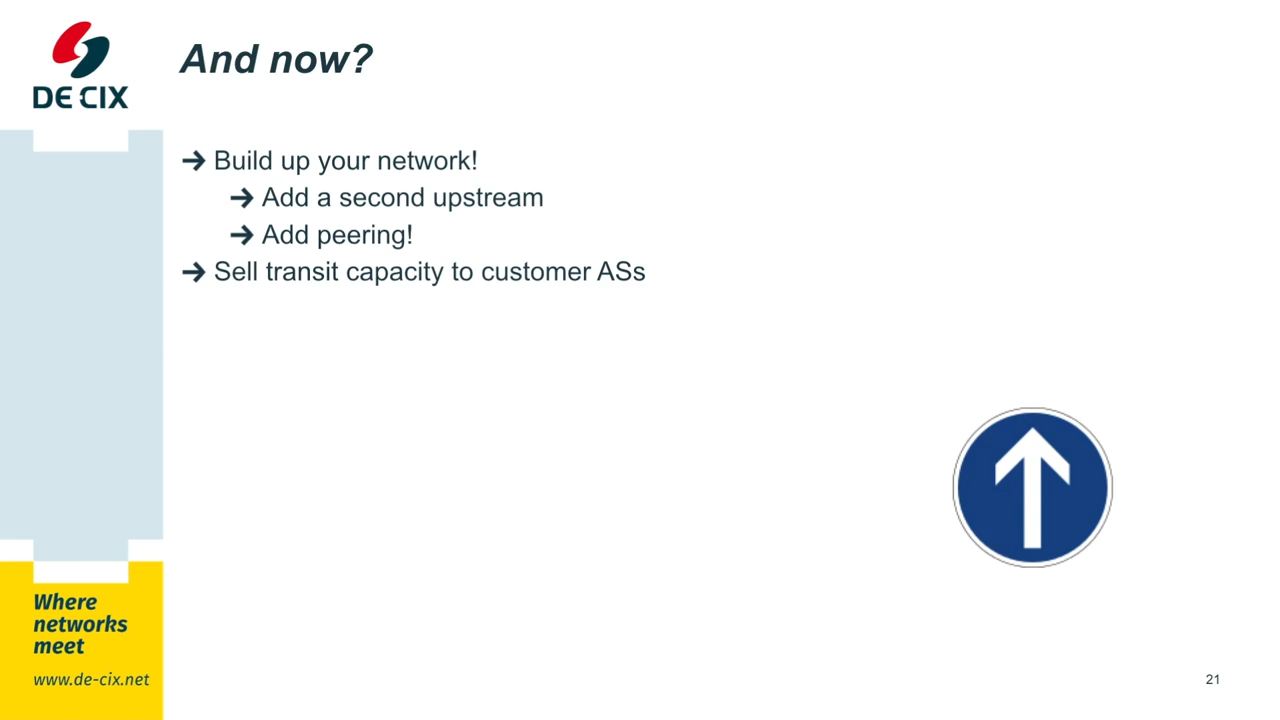 DE CIX
And now?
Build up your network!
Add a second upstream
Add peering!
Sell transit capacity to customer ASs
Where
networks
meet
www.de-cix.net
21